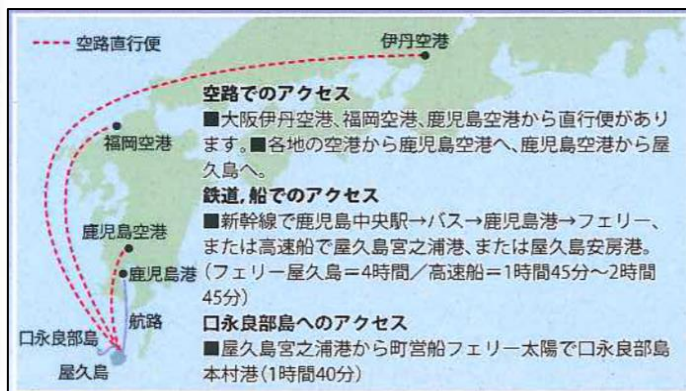 空路直行便
伊丹空港
福岡空港
空路でのアクセス
■大阪伊丹空港、福岡空港、鹿児島空港から直行便があり
ます。■各地の空港から鹿児島空港へ、鹿児島空港から屋
久島へ。
鉄道，船でのアクセス
■新幹線で鹿児島中央駅→バス→鹿児島港→フェリー、
または高速船で屋久島宮之浦港、または屋久島安房港。
（フェリー屋久島＝4時間／高速船＝1時間45分～2時間
45分）
口永良部島へのアクセス
■屋久島宮之浦港から町営船フェリー太陽で口永良部島
本村港（1時間40分）
鹿児島空港
鹿児島港
航路
口永良部島
屋久島